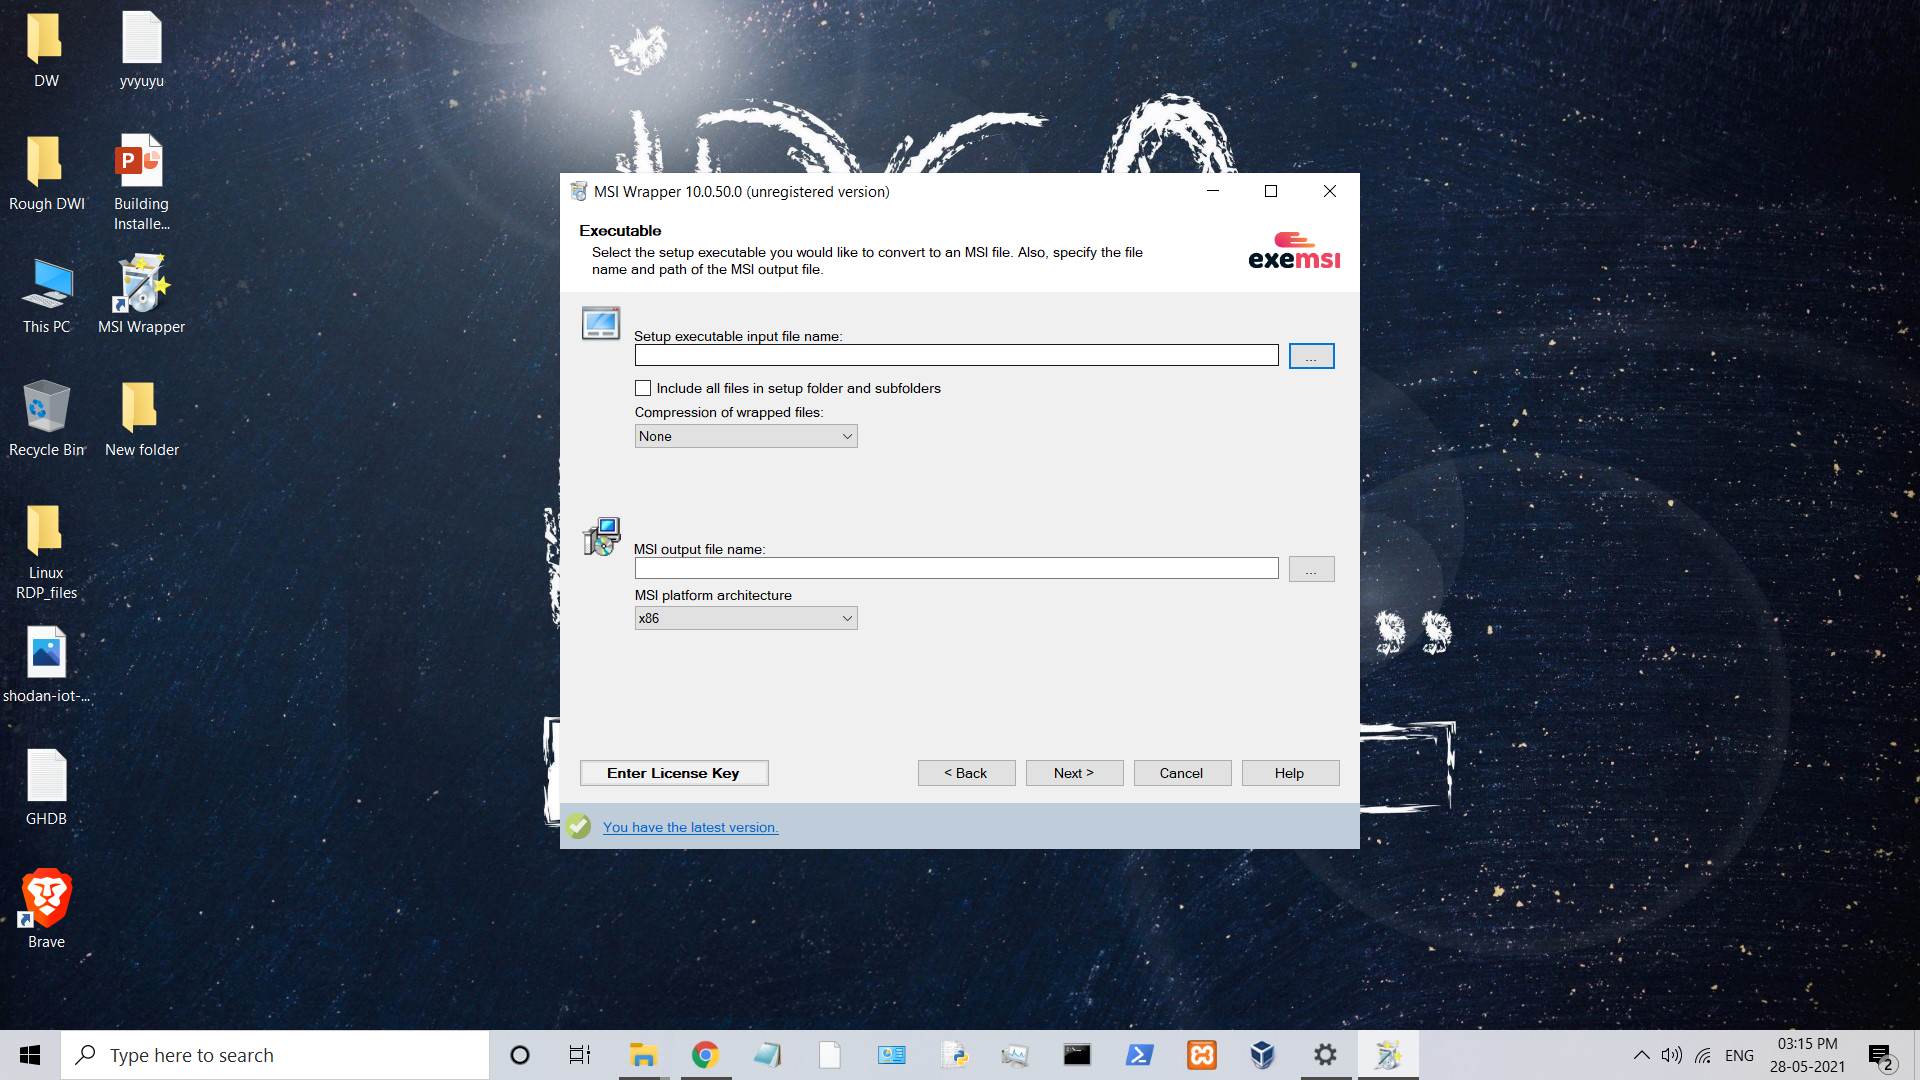 DW
yvyuyu
Rough DWI
Building
Installe...
This PC
MSI Wrapper
Recycle Bin
New folder
Linux
RDP_files
shodan-iot-...
GHDB
Brave
MSI Wrapper 10.0.50.0 (unregistered version)
Executable
Select the setup executable you would like to convert to an MSI file. Also, specify the file
name and path of the MSI output file.
exemsi
Setup executable input file name:
...
Include all files in setup folder and subfolders
Compression of wrapped files:
None
MSI output file name:
...
MSI platform architecture
x86
Enter License Key
< Back
Next >
Cancel
Help
You have the latest version.
Type here to search
ENG
03:15 PM
28-05-2021
2